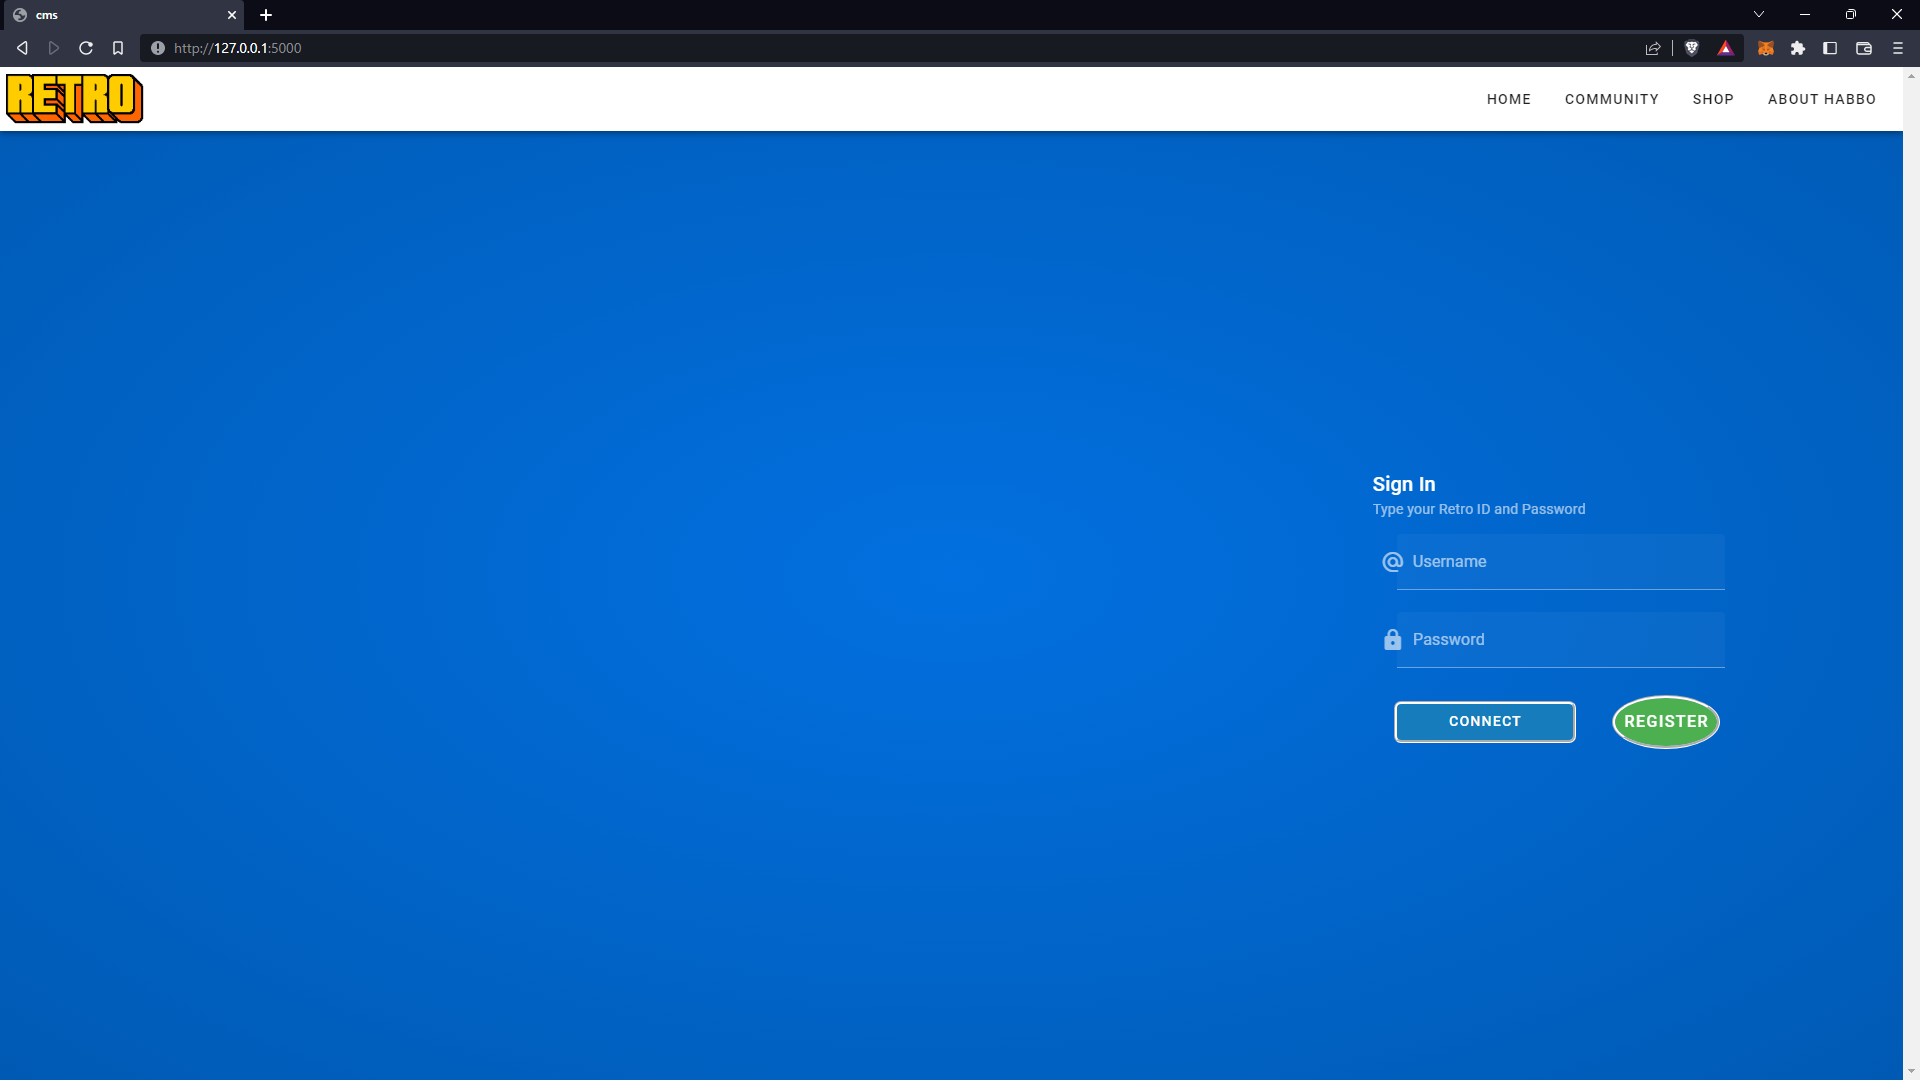 cms
http://127.0.0.1:5000
RETRO
HOME COMMUNITY SHOP ABOUT HABBO
Sign In
Type your Retro ID and Password
Username
Password
CONNECT REGISTER